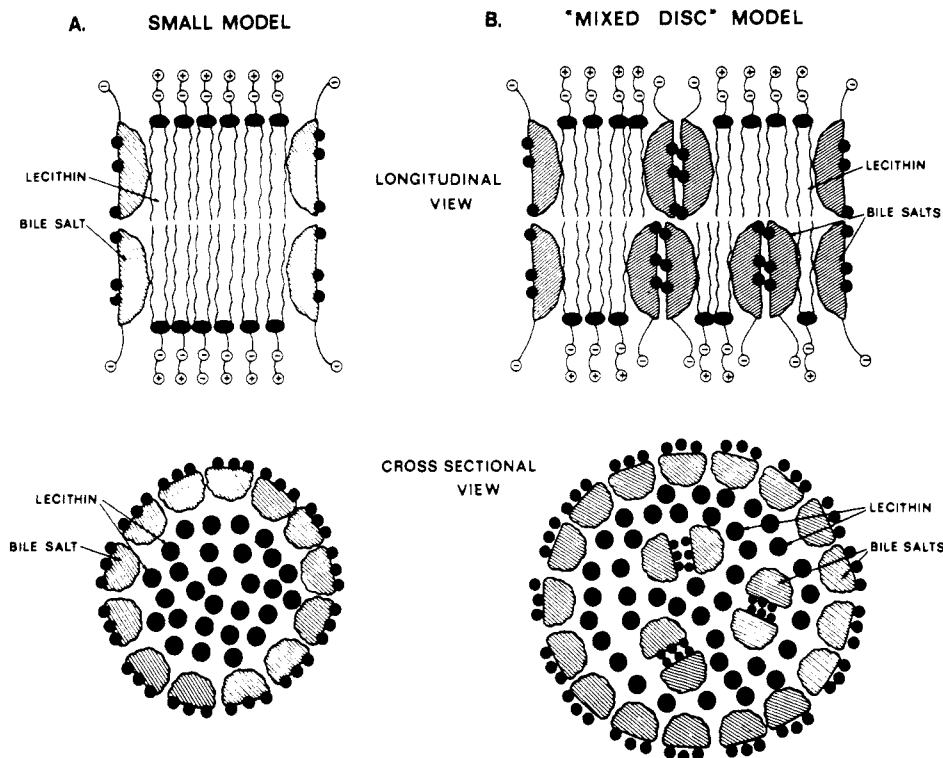 A. SMALL MODEL
B. "MIXED DISC" MODEL
LECITHIN
BILE SALT
LONGITUDINAL
VIEW
LECITHIN
BILE SALTS
CROSS SECTIONAL
VIEW
LECITHIN
BILE SALT
LECITHIN
BILE SALTS